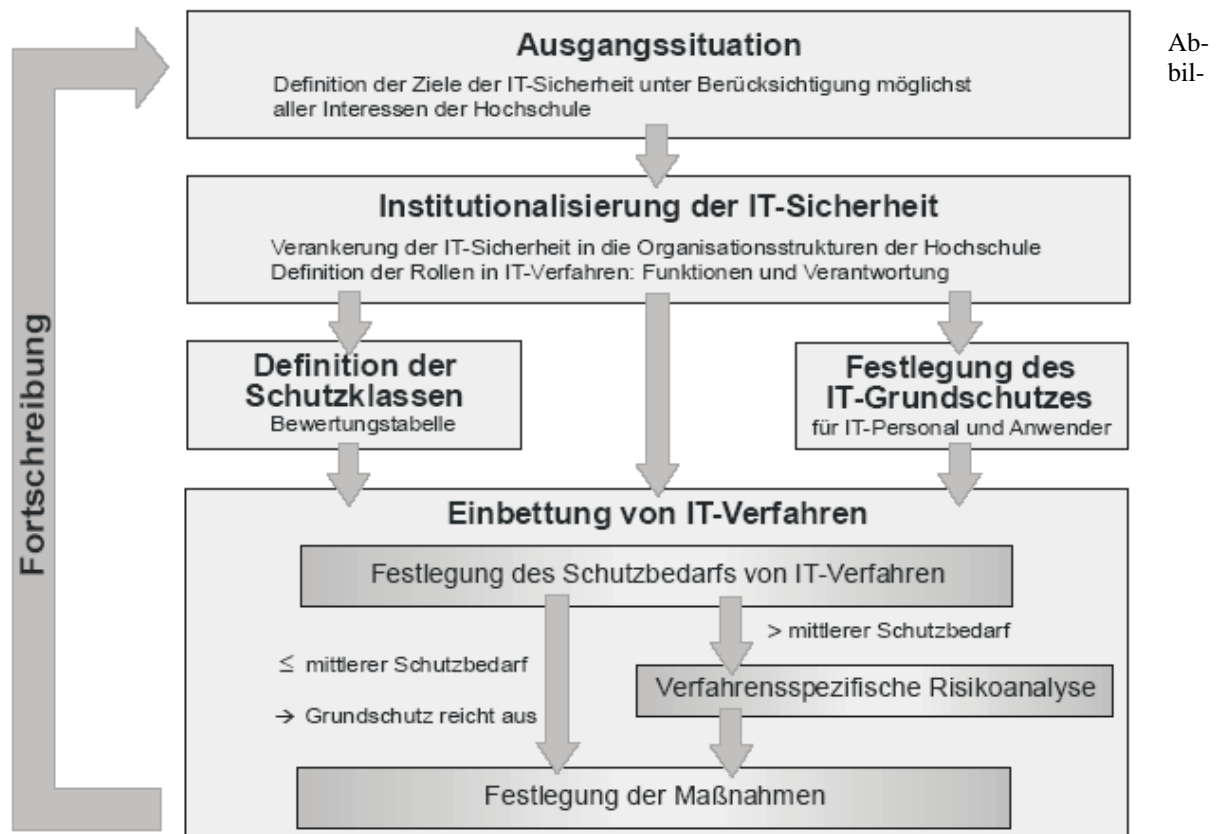 Ausgangssituation
Definition der Ziele der IT-Sicherheit unter Berücksichtigung möglichst
aller Interessen der Hochschule
Ab-
bil-
Institutionalisierung der IT-Sicherheit
Verankerung der IT-Sicherheit in die Organisationsstrukturen der Hochschule
Definition der Rollen in IT-Verfahren: Funktionen und Verantwortung
Fortschreibung
Definition der
Schutzklassen
Bewertungstabelle
Festlegung des
IT-Grundschutzes
für IT-Personal und Anwender
Einbettung von IT-Verfahren
Festlegung des Schutzbedarfs von IT-Verfahren
> mittlerer Schutzbedarf
≤ mittlerer Schutzbedarf
→ Grundschutz reicht aus
Verfahrensspezifische Risikoanalyse
Festlegung der Maßnahmen